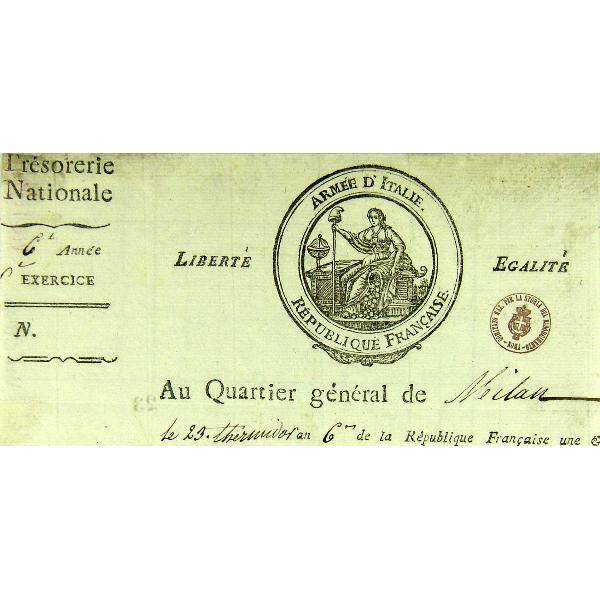 Trésorerie
Nationale
6e Année
EXERCICE
N.
ARMÉE D'ITALIE.
RÉPUBLIQUE FRANÇAISE.
LIBERTÉ
EGALITÉ
Au Quartier général de Milan
le 23. thermidor an 6.me de la République Française une &